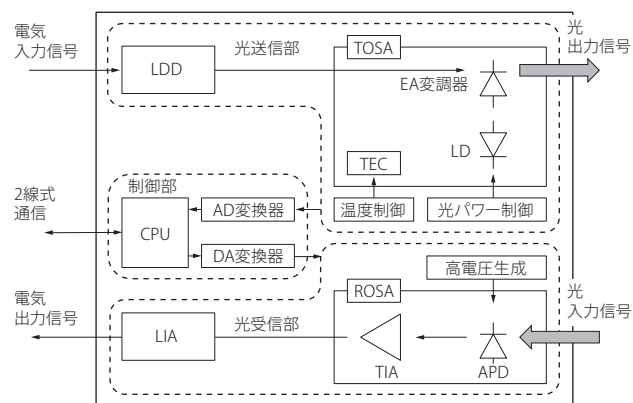 電気
入力信号
LDD
光送信部
TOSA
EA変調器
光
出力信号
LD
TEC
温度制御
光パワー制御
2線式
通信
制御部
CPU
AD変換器
DA変換器
高電圧生成
電気
出力信号
LIA
光受信部
ROSA
TIA
APD
光
入力信号